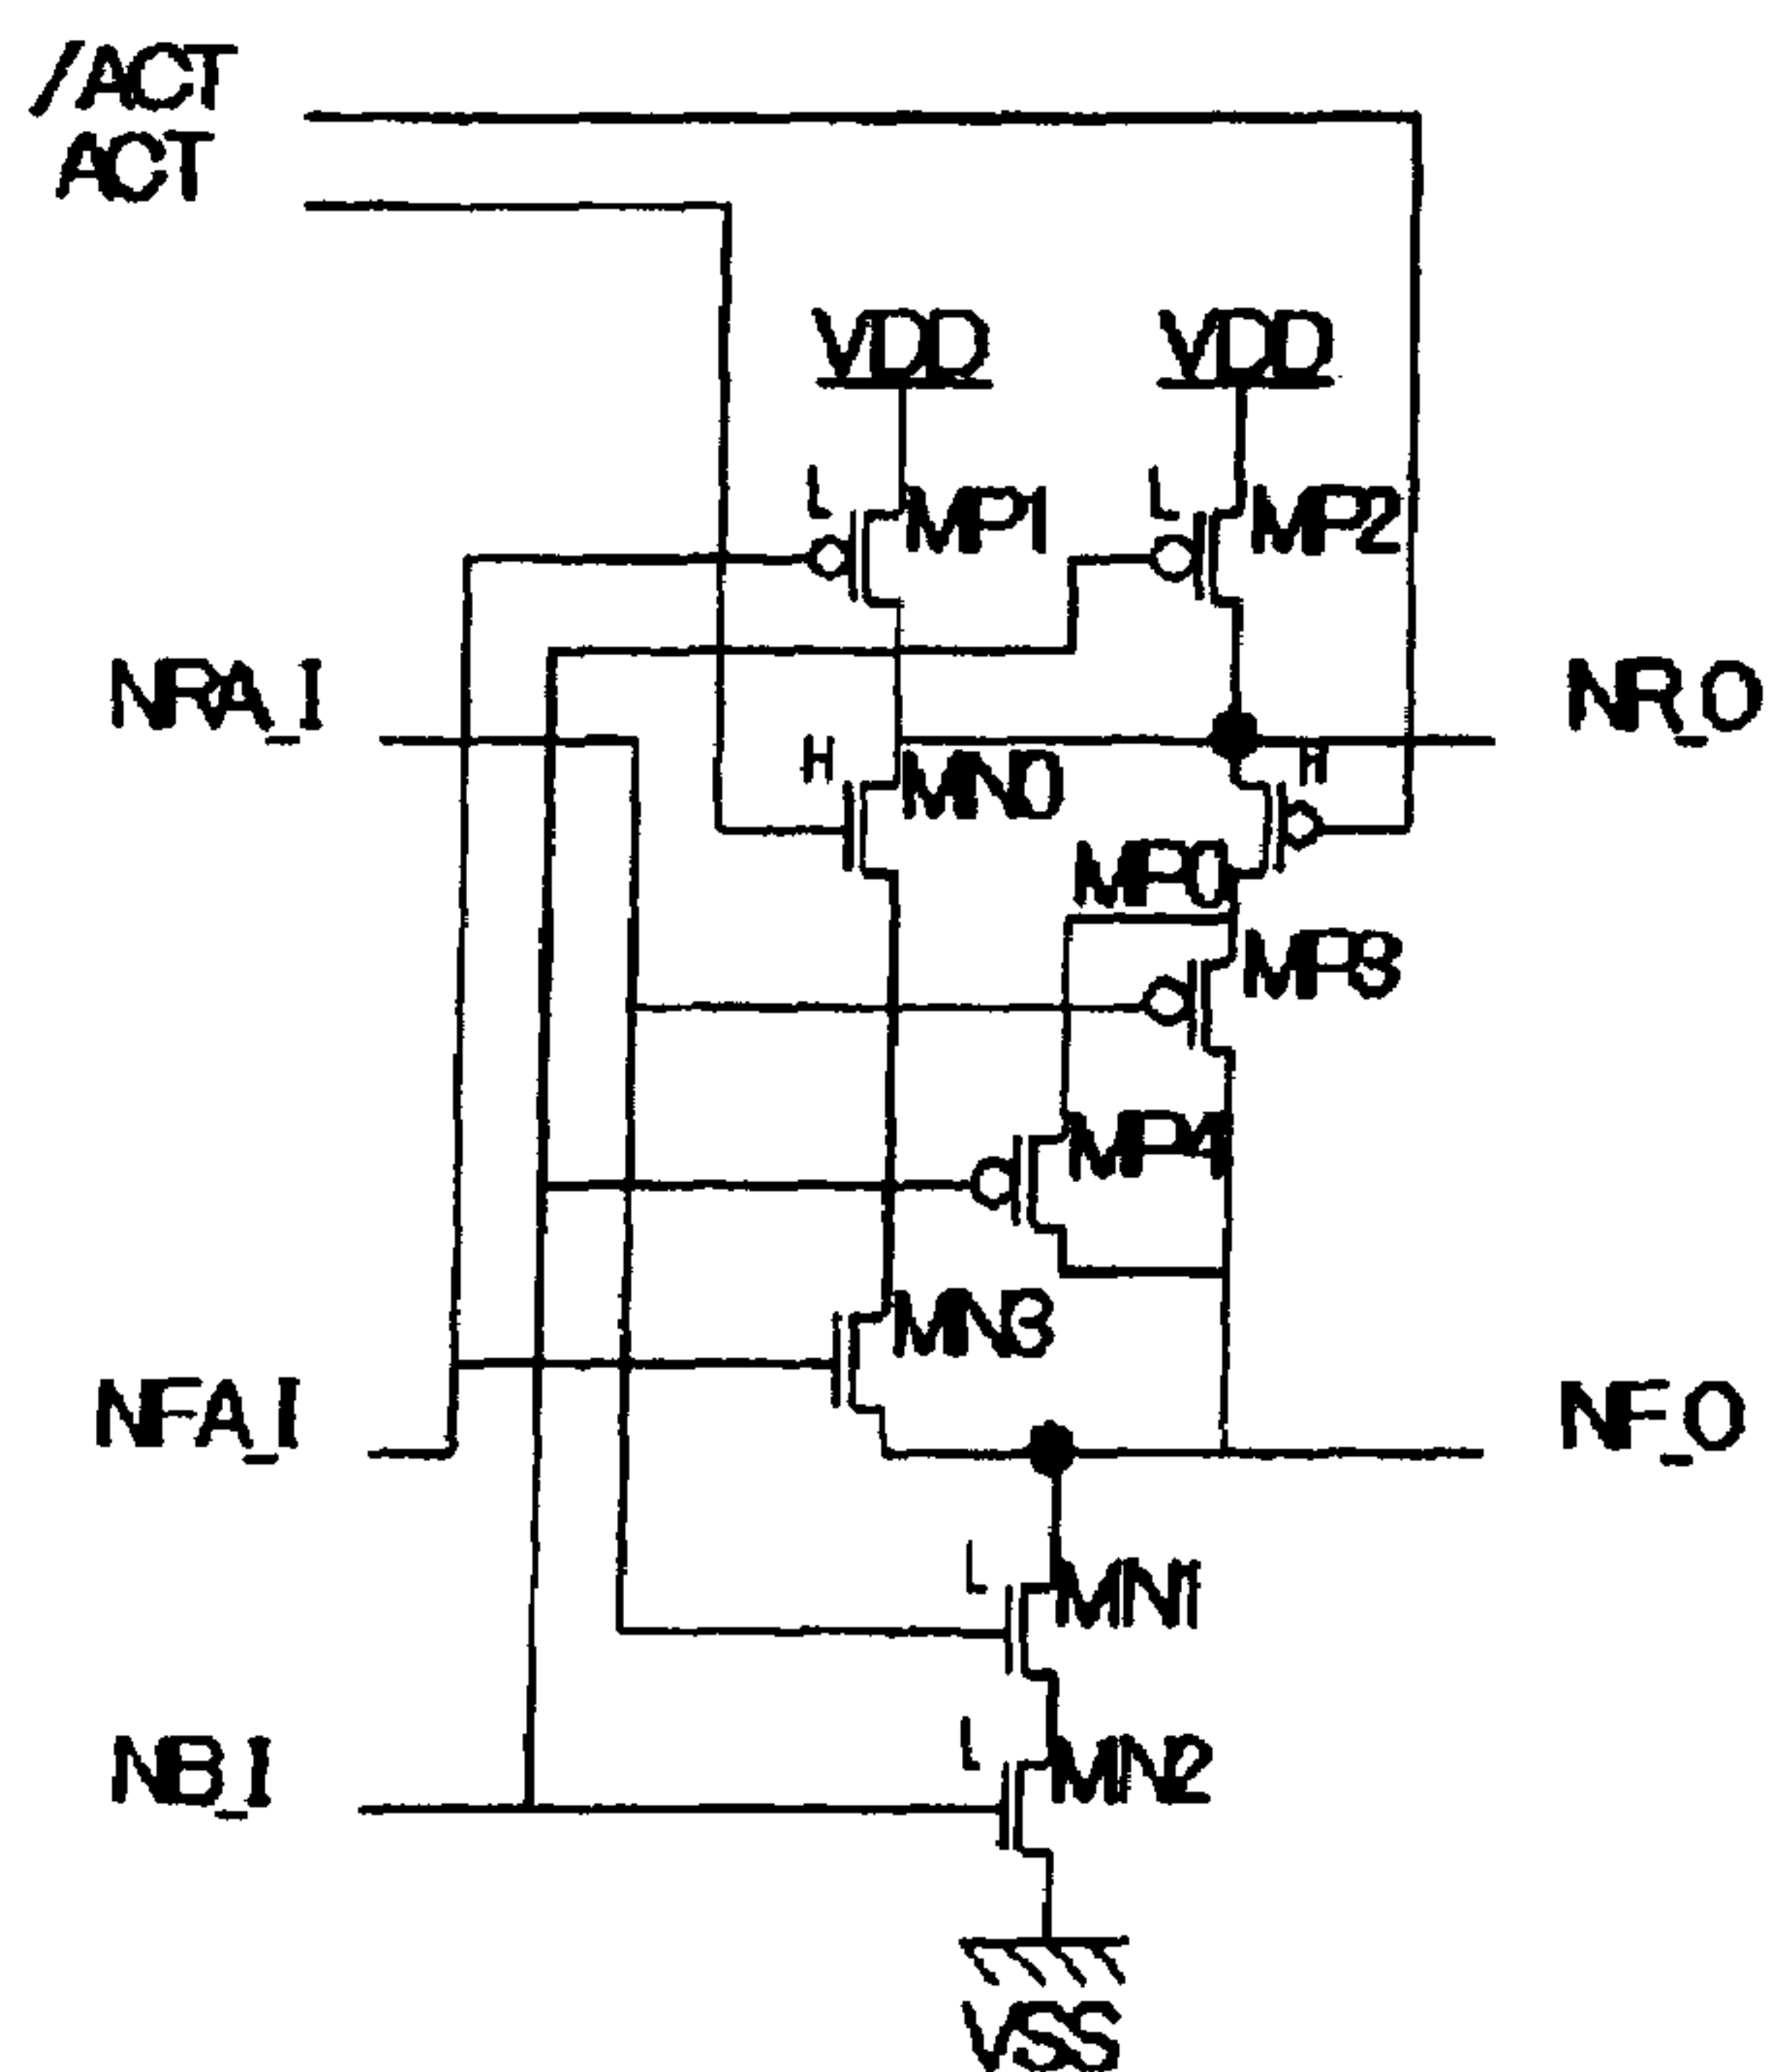 /ACT
ACT
VDD VDD
L MP1 L MP2
NRA_I NR_O
H MN0 H
MP0
MP3
MP4
MN3
NFA_I NF_O
L MN1
L MN2
NB_I
VSS